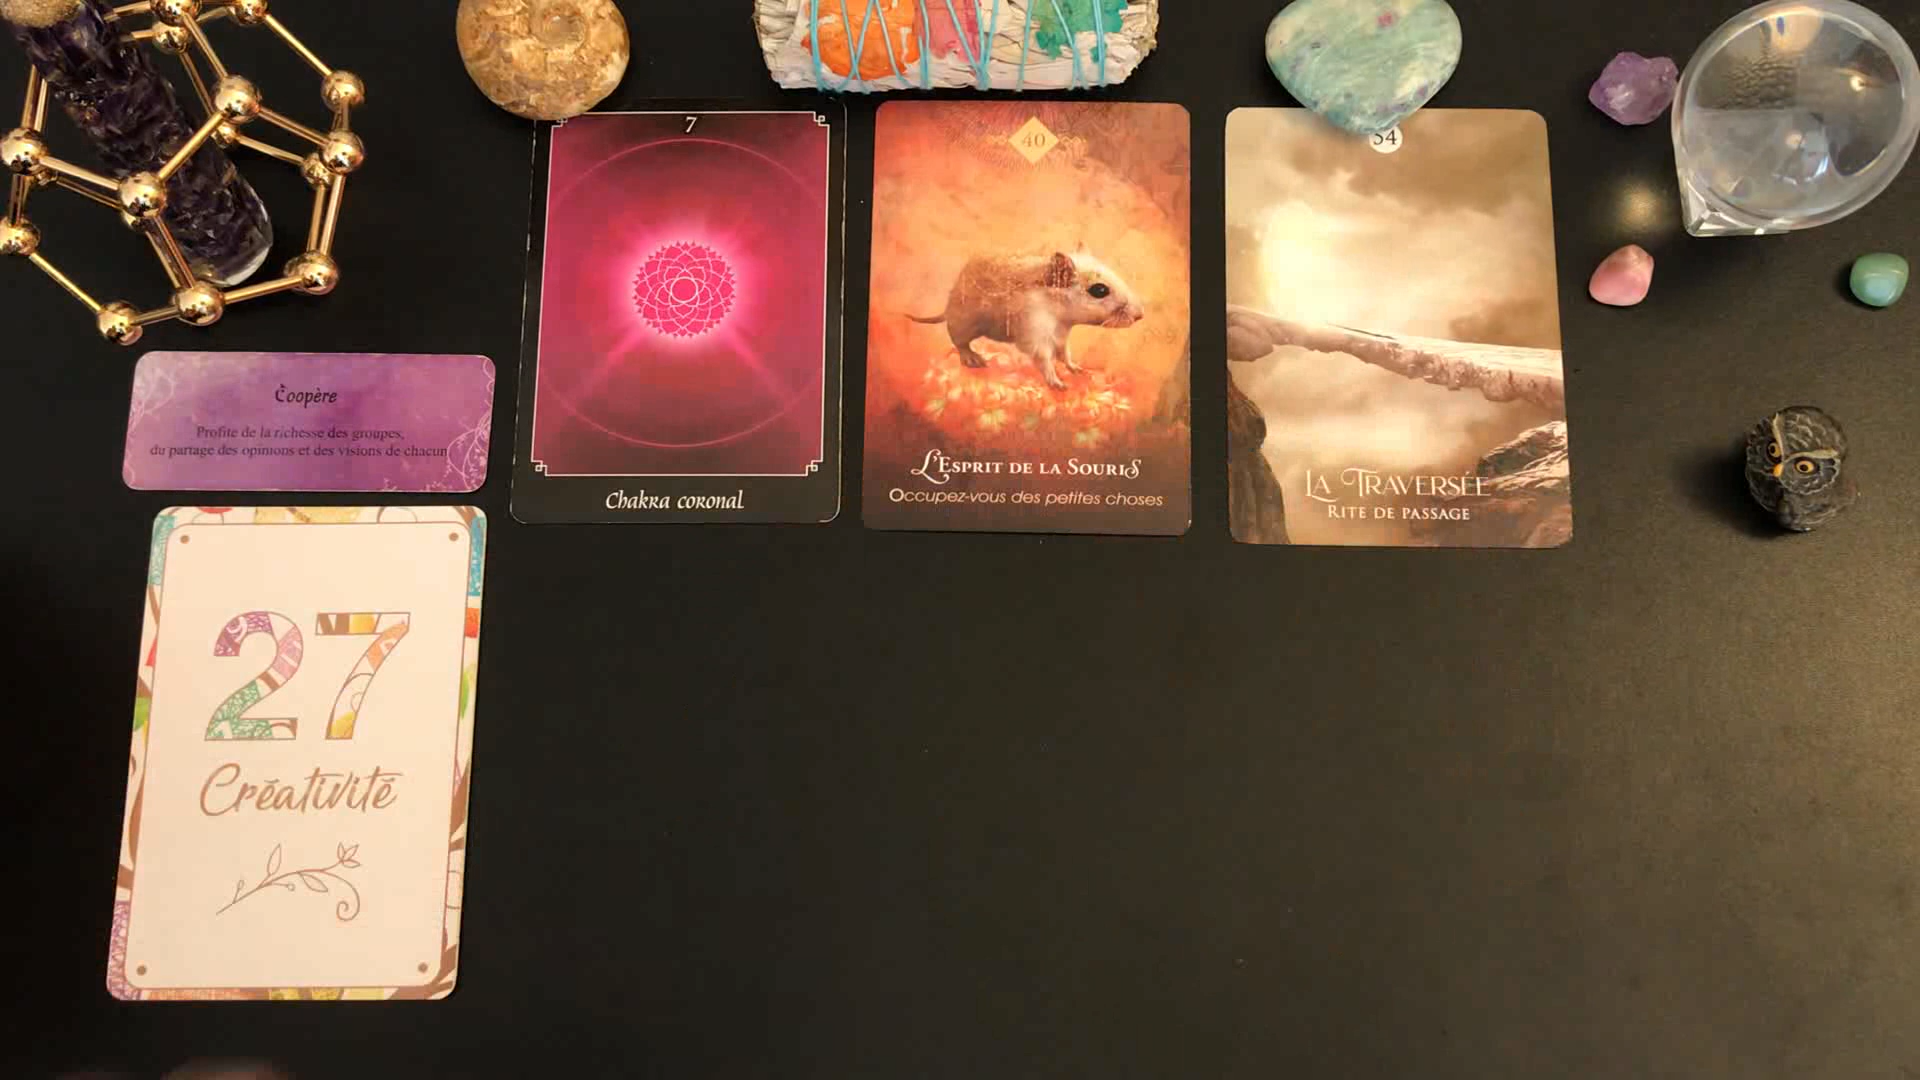 Coopère
Profite de la richesse des groupes,
du partage des opinions et des visions de chacun
27
Créativité
7
Chakra coronal
40
L'Esprit de la Souris
Occupez-vous des petites choses
54
La Traversée
Rite de passage